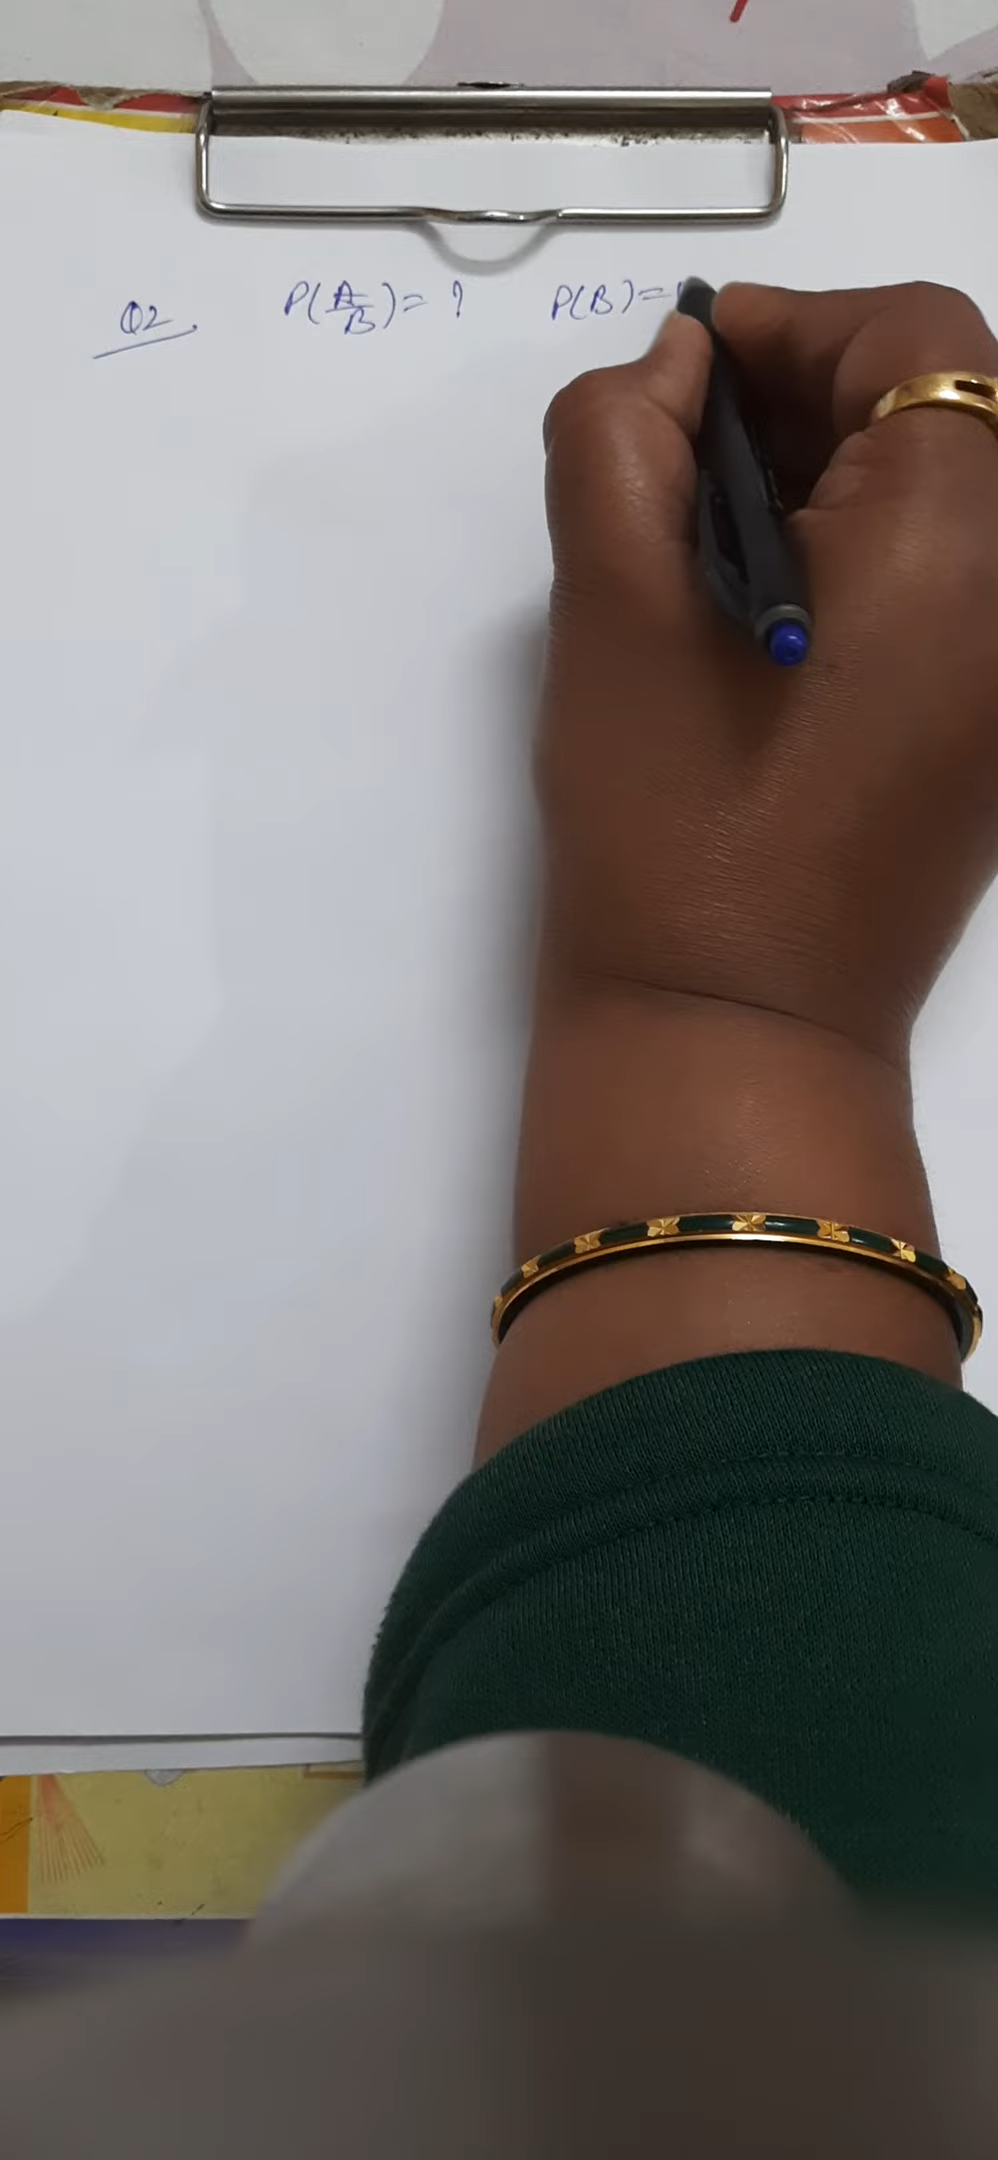 Q2. P(A/B) = ? P(B) =